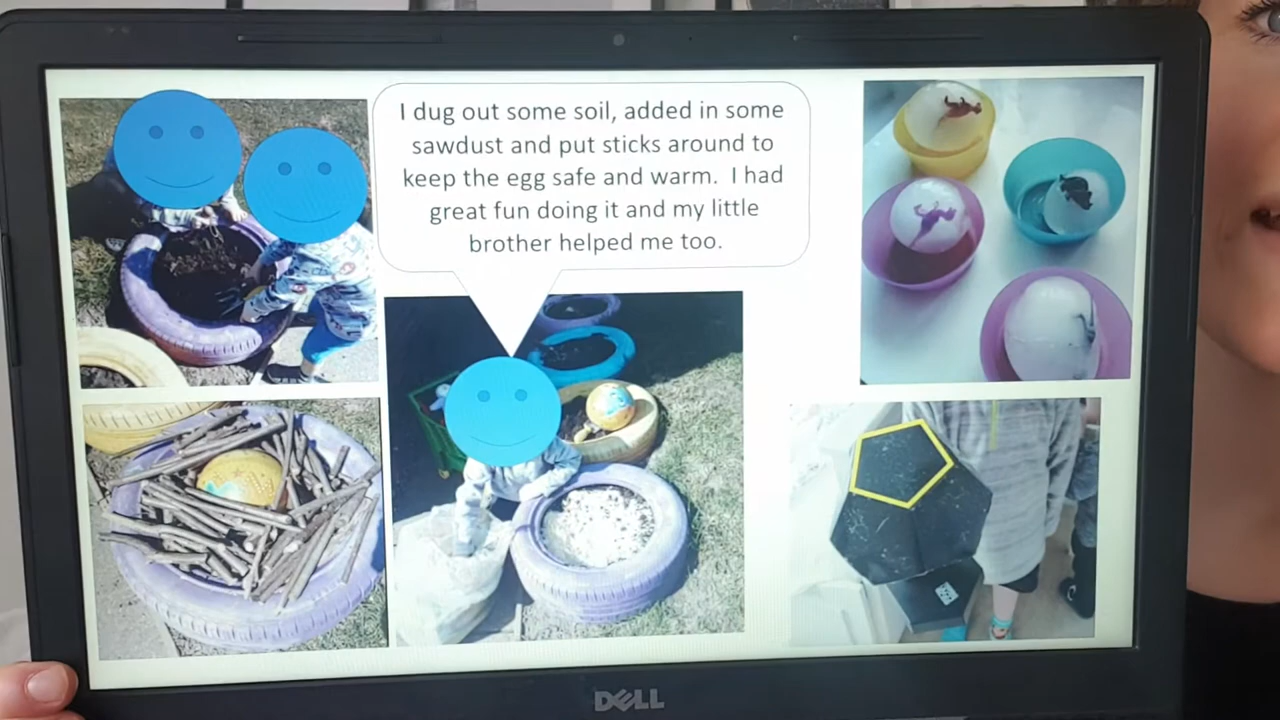 I dug out some soil, added in some
sawdust and put sticks around to
keep the egg safe and warm. I had
great fun doing it and my little
brother helped me too.
DELL